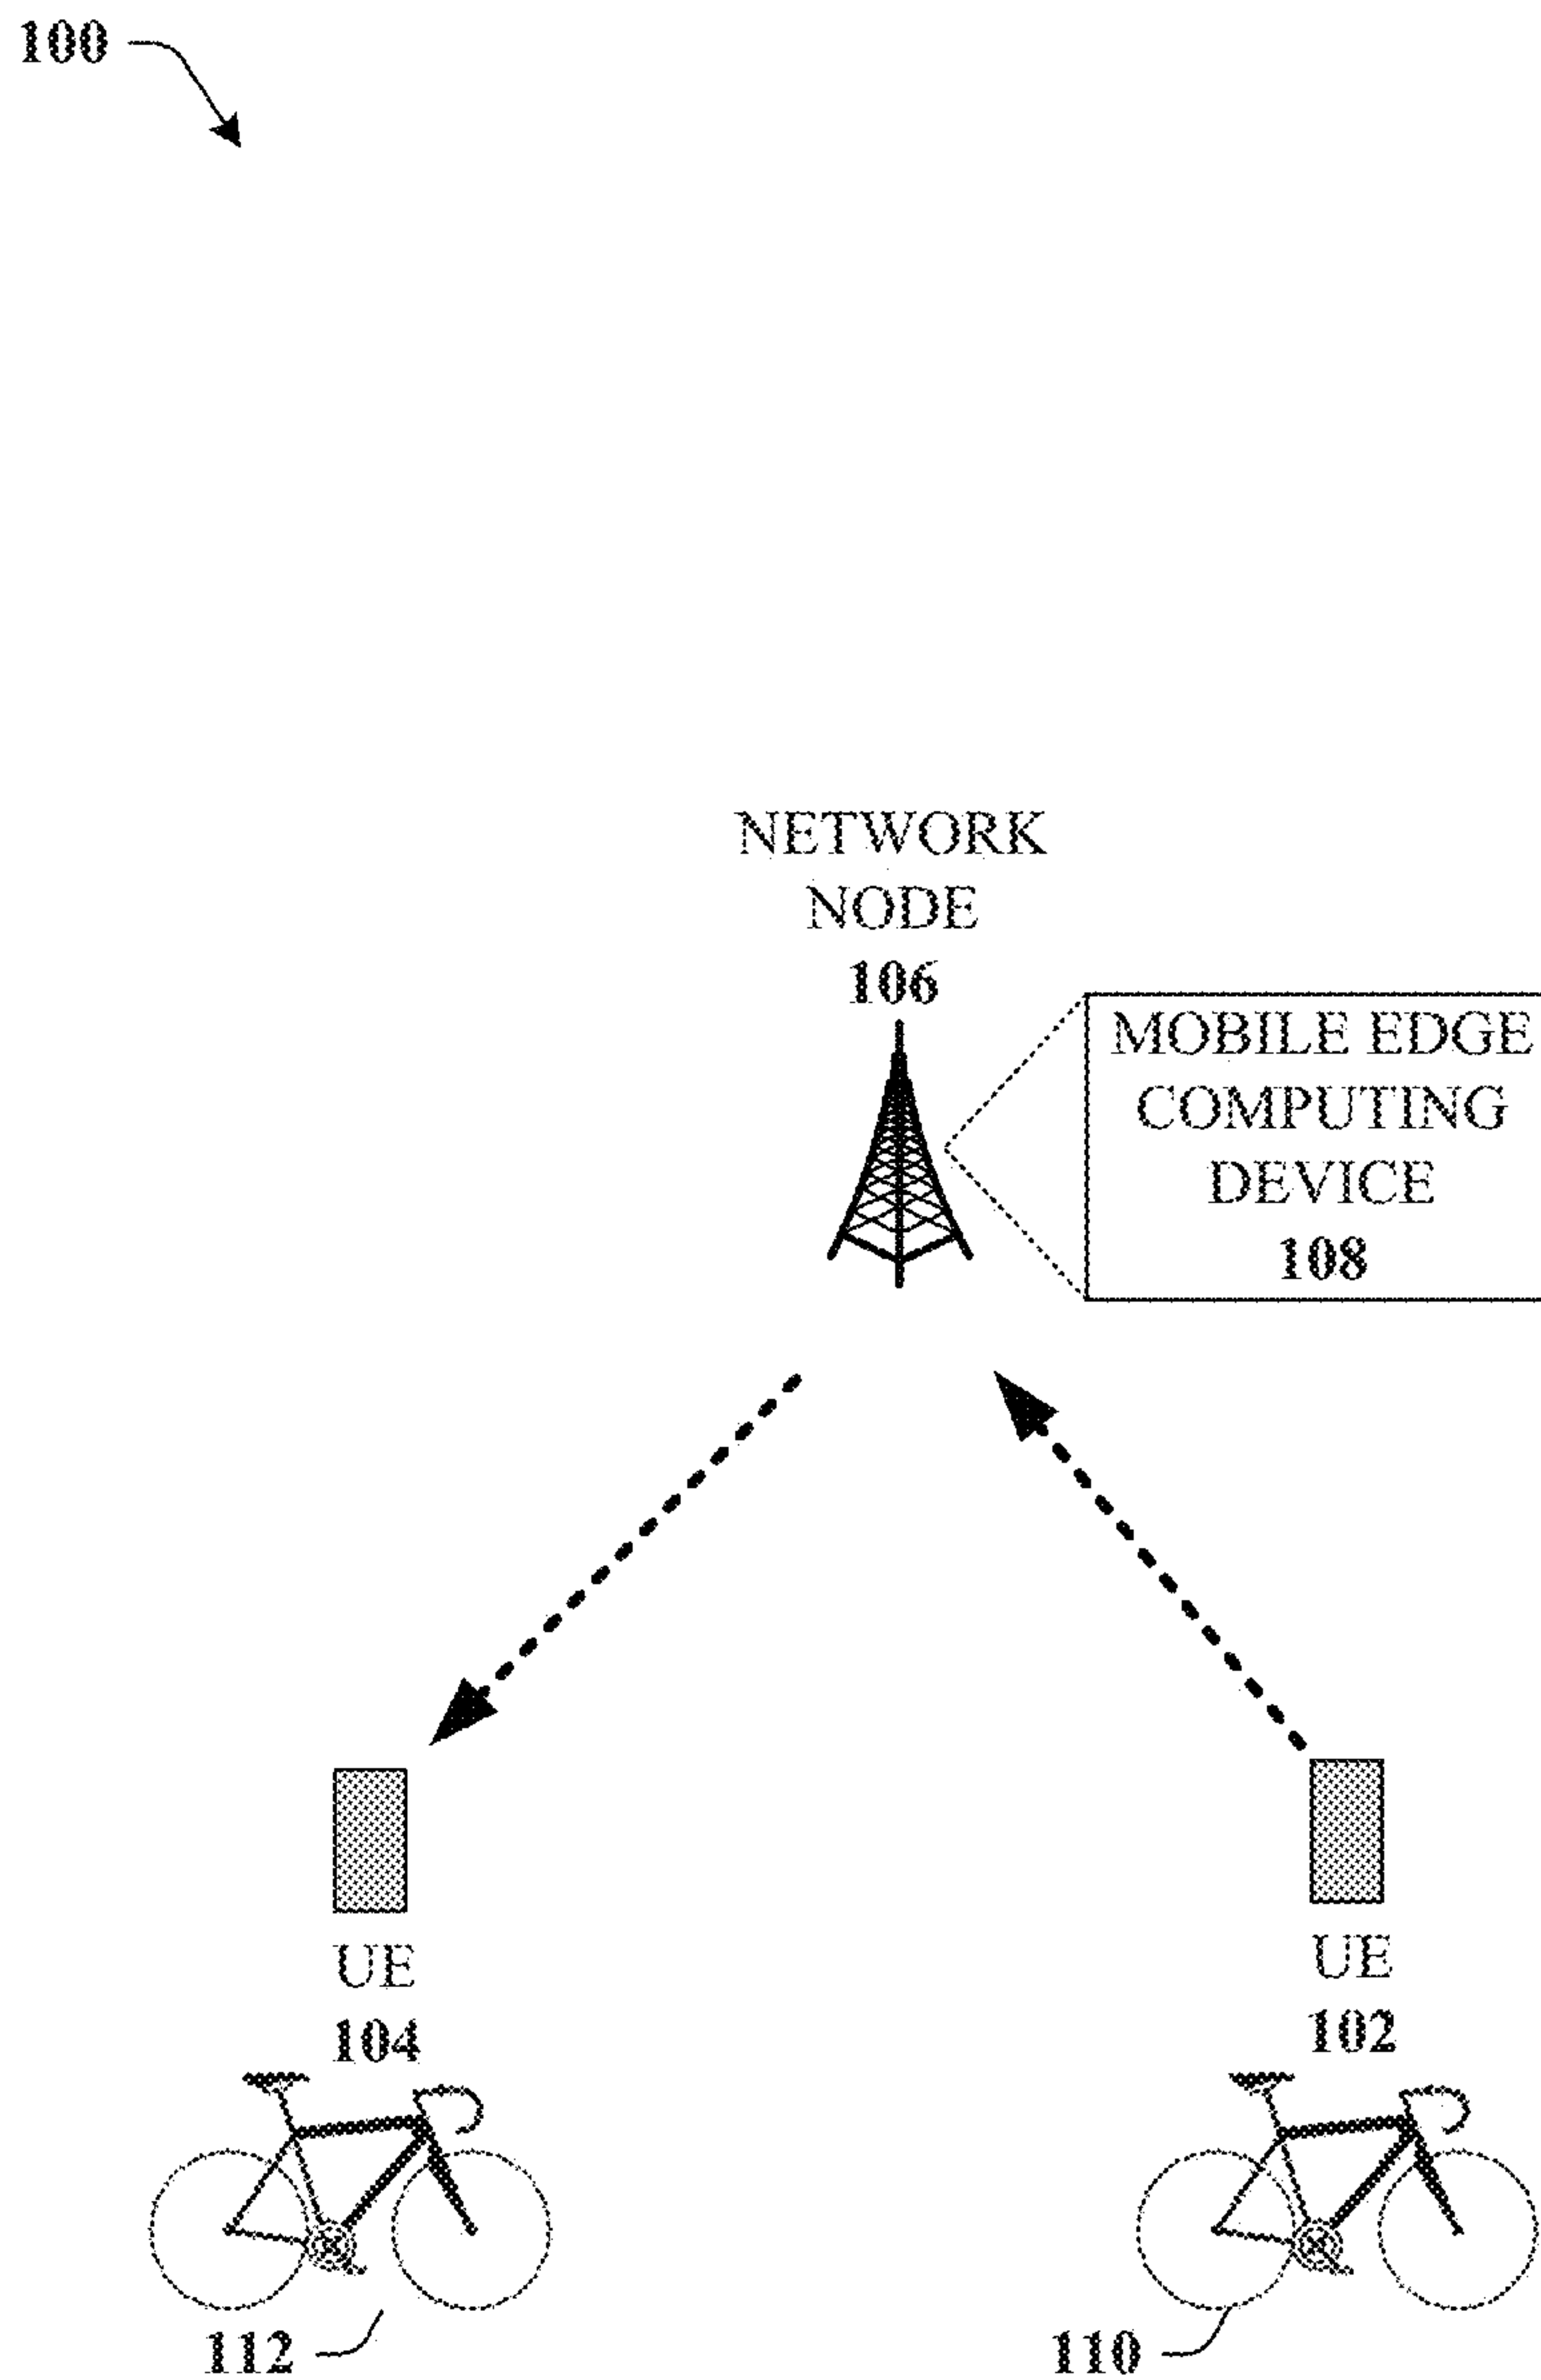 100
NETWORK
NODE
106
MOBILE EDGE
COMPUTING
DEVICE
108
UE
104
UE
102
112
110